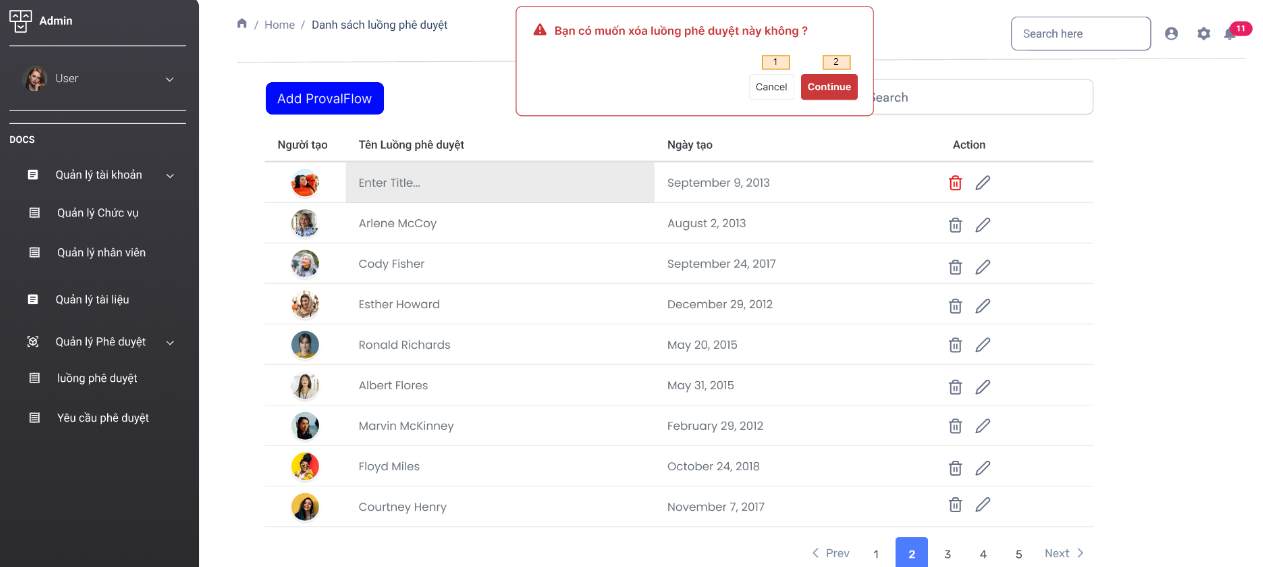 Admin
User
DOCS
Quản lý tài khoản
Quản lý Chức vụ
Quản lý nhân viên
Quản lý tài liệu
Quản lý Phê duyệt
luồng phê duyệt
Yêu cầu phê duyệt
/ Home / Danh sách luồng phê duyệt
Bạn có muốn xóa luồng phê duyệt này không ?
1 2
Cancel Continue
Search here
11
Add ProvalFlow
Search
Người tạo Tên Luồng phê duyệt Ngày tạo Action
Enter Title... September 9, 2013
Arlene McCoy August 2, 2013
Cody Fisher September 24, 2017
Esther Howard December 29, 2012
Ronald Richards May 20, 2015
Albert Flores May 31, 2015
Marvin McKinney February 29, 2012
Floyd Miles October 24, 2018
Courtney Henry November 7, 2017
Prev 1 2 3 4 5 Next